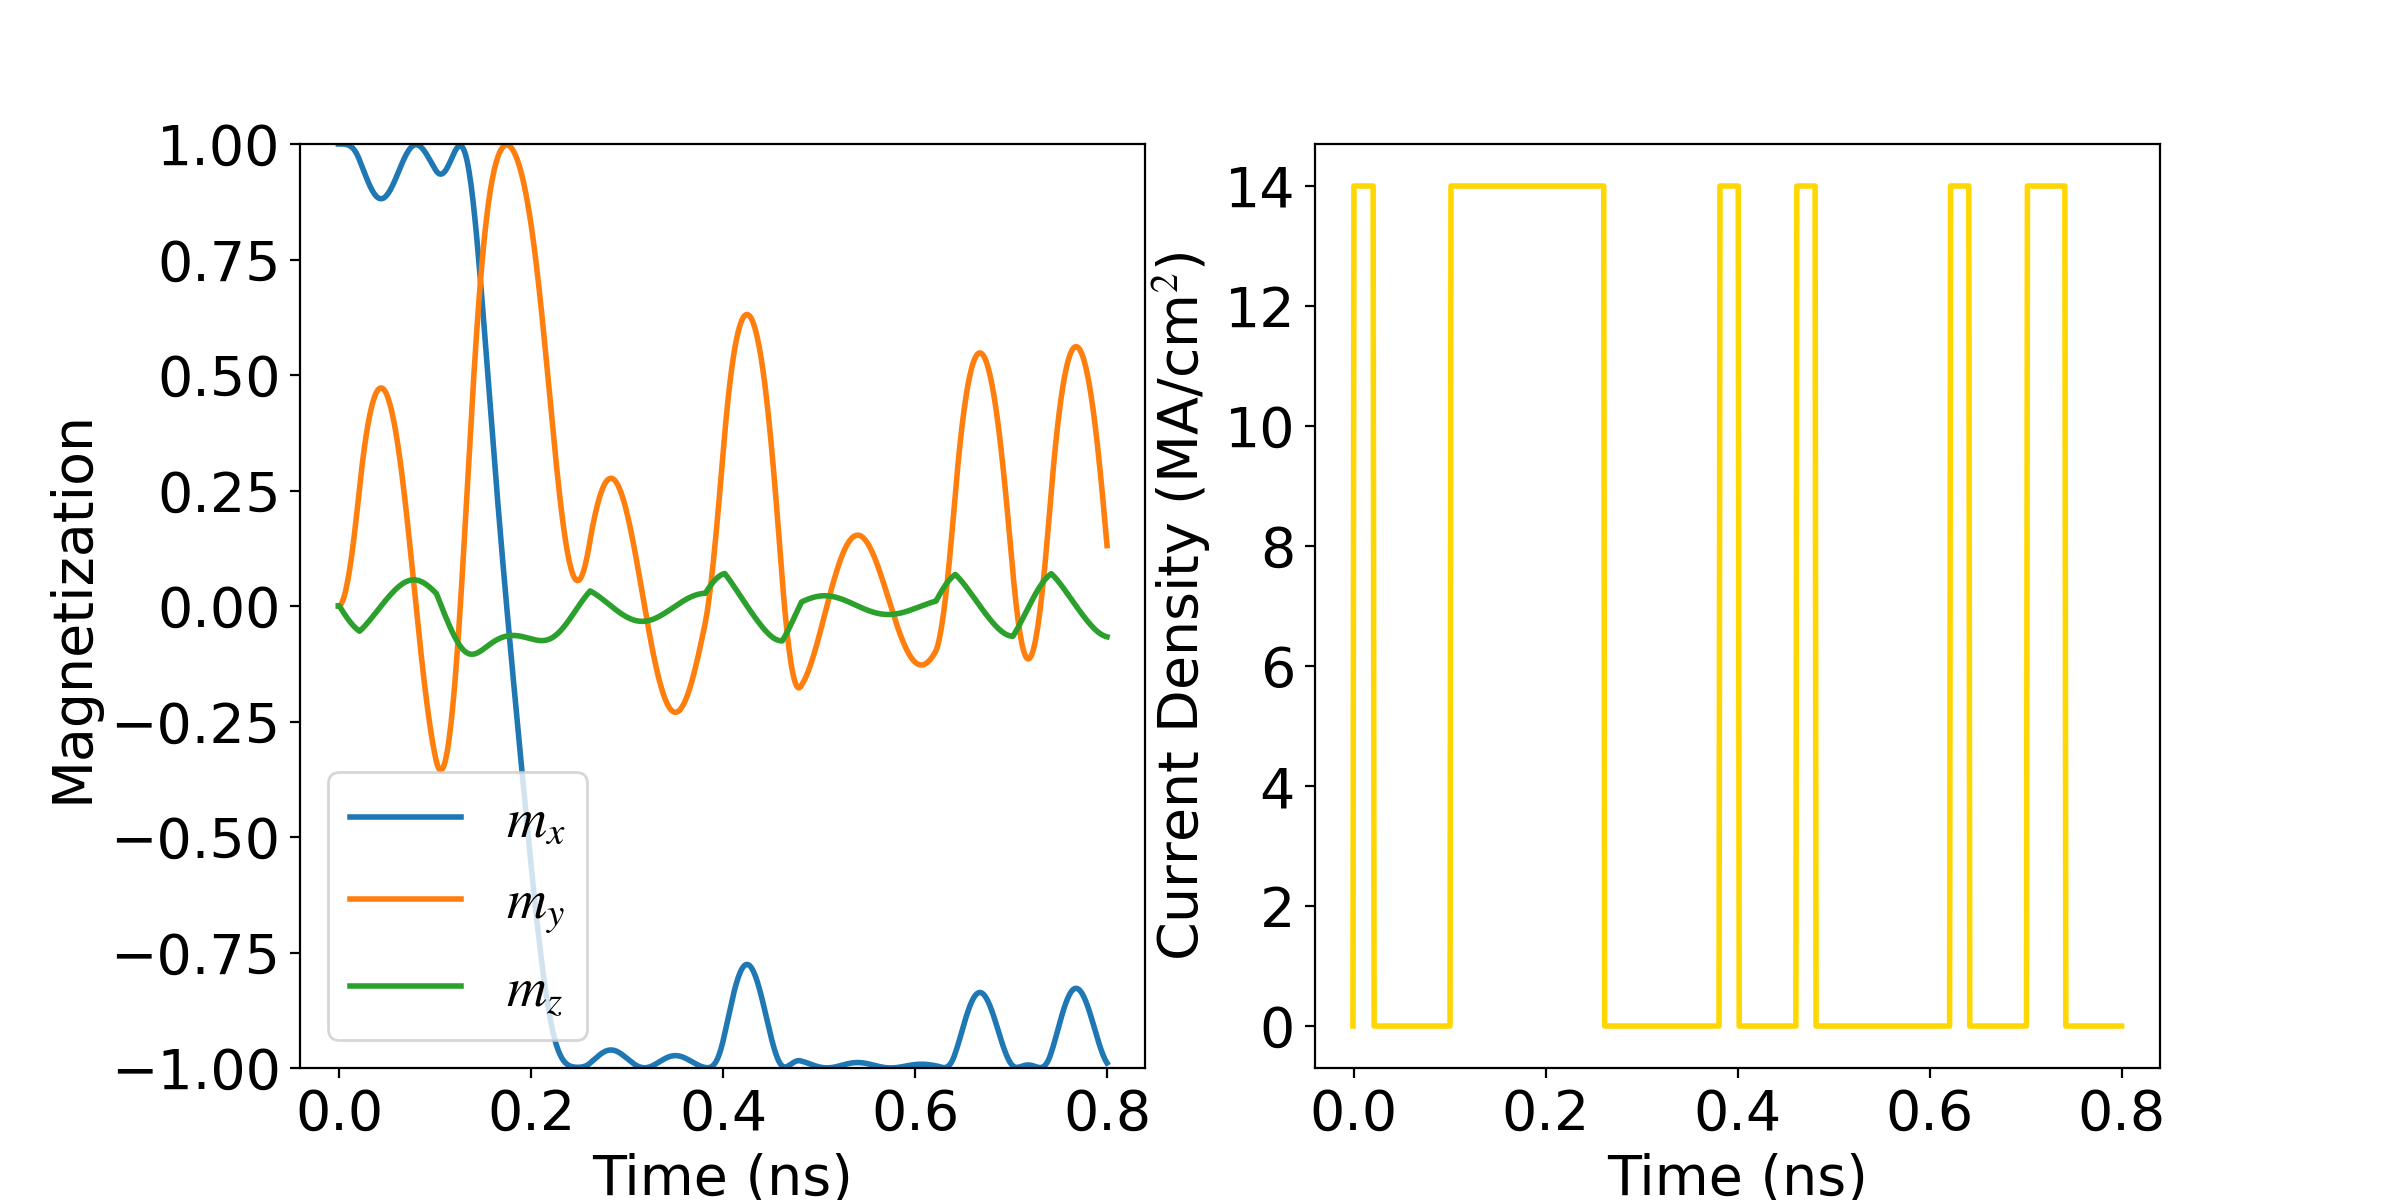 1.00
0.75
0.50
0.25
0.00
−0.25
−0.50
−0.75
−1.00
Magnetization
m_x
m_y
m_z
0.0 0.2 0.4 0.6 0.8
Time (ns)
14
12
10
8
6
4
2
0
Current Density (MA/cm²)
0.0 0.2 0.4 0.6 0.8
Time (ns)